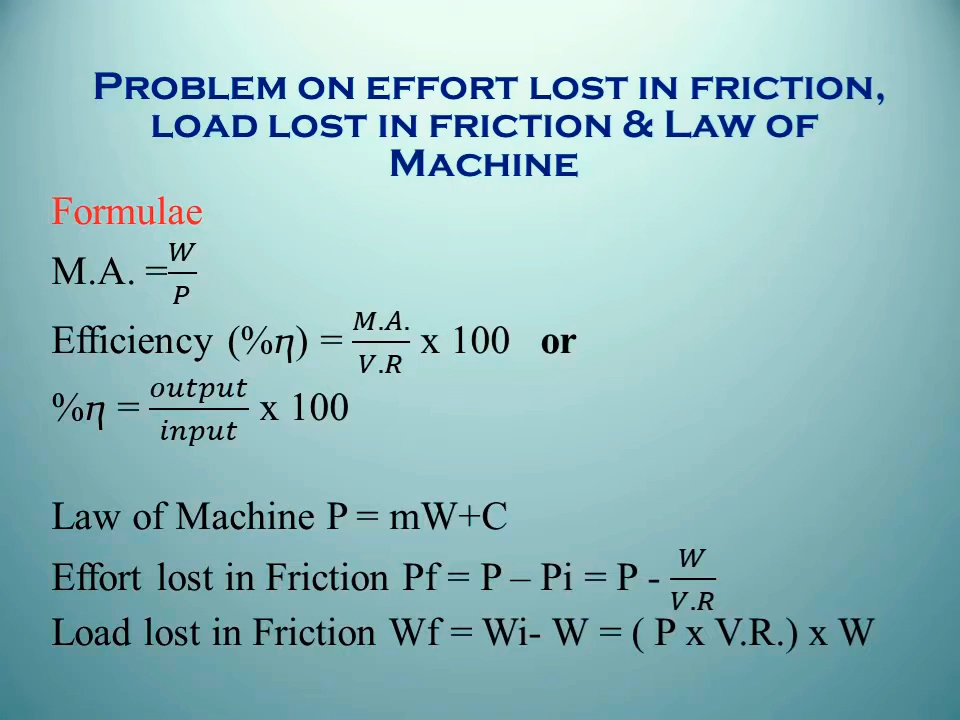 Problem on effort lost in friction,
load lost in friction & Law of
Machine
Formulae
M.A. = W/P
Efficiency (%η) = M.A./V.R x 100 or
%η = output/input x 100
Law of Machine P = mW+C
Effort lost in Friction Pf = P – Pi = P - W/V.R
Load lost in Friction Wf = Wi- W = ( P x V.R.) x W